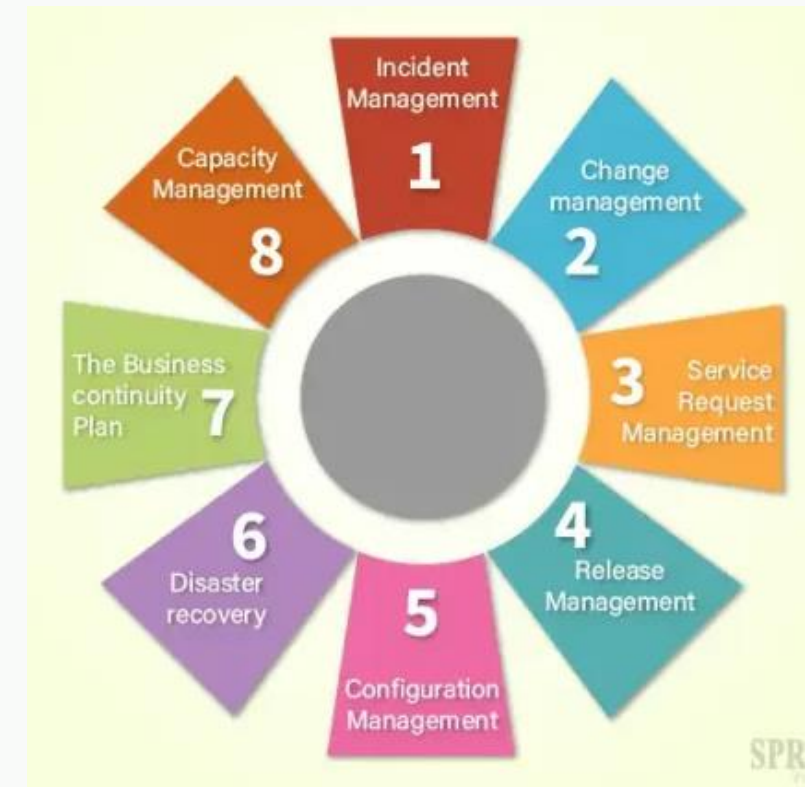 Incident
Management
1
Change
management
2
3
Service
Request
Management
4
Release
Management
5
Configuration
Management
6
Disaster
recovery
The Business
continuity
Plan
7
Capacity
Management
8
SPR